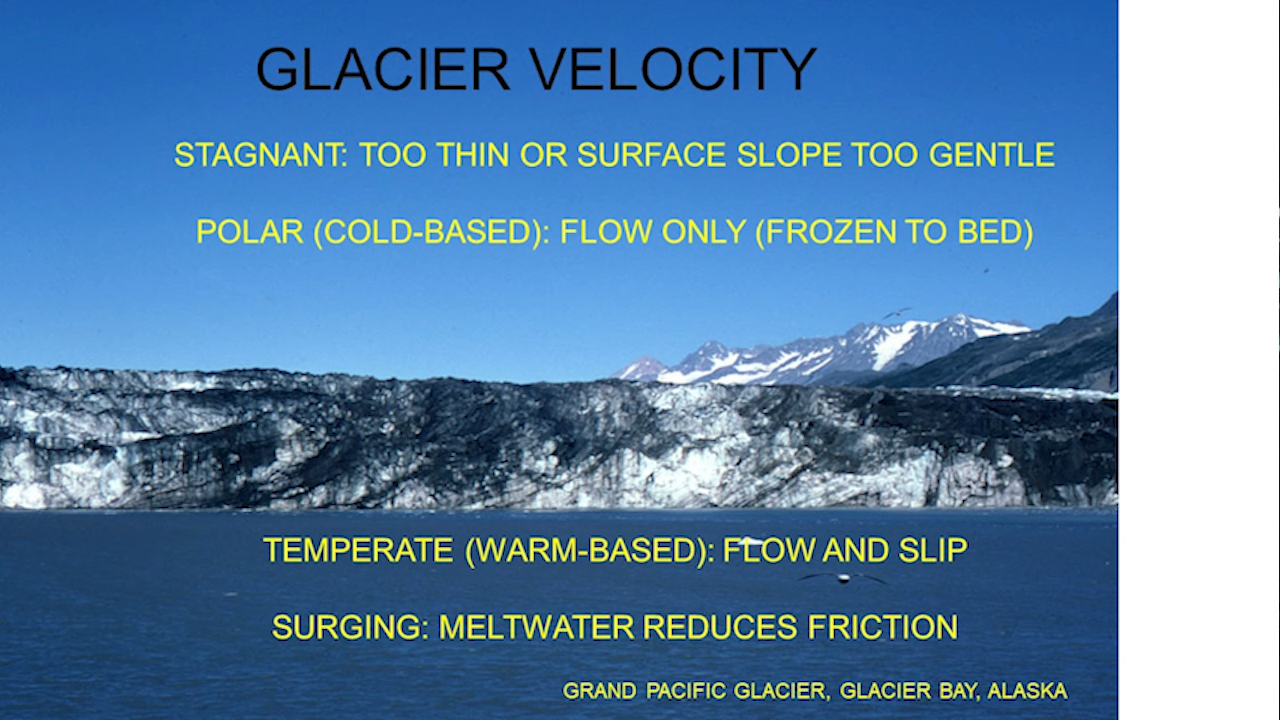 GLACIER VELOCITY
STAGNANT: TOO THIN OR SURFACE SLOPE TOO GENTLE
POLAR (COLD-BASED): FLOW ONLY (FROZEN TO BED)
TEMPERATE (WARM-BASED): FLOW AND SLIP
SURGING: MELTWATER REDUCES FRICTION
GRAND PACIFIC GLACIER, GLACIER BAY, ALASKA